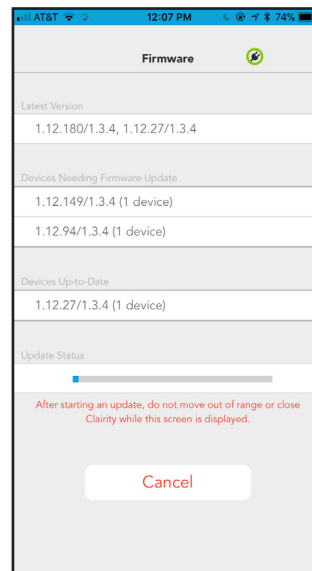 AT&T 12:07 PM 74%
Firmware
Latest Version
1.12.180/1.3.4, 1.12.27/1.3.4
Devices Needing Firmware Update
1.12.149/1.3.4 (1 device)
1.12.94/1.3.4 (1 device)
Devices Up-to-Date
1.12.27/1.3.4 (1 device)
Update Status
After starting an update, do not move out of range or close
Clairity while this screen is displayed.
Cancel